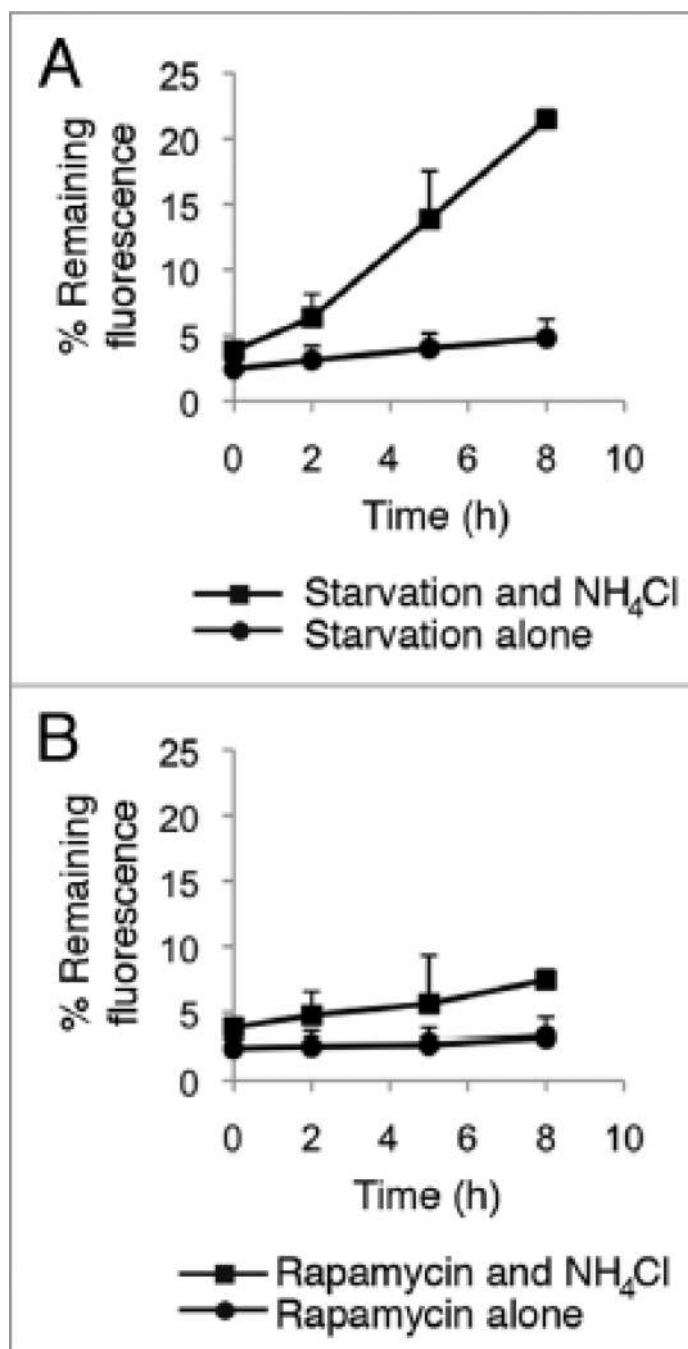 A
% Remaining
fluorescence
25
20
15
10
5
0
0 2 4 6 8 10
Time (h)
Starvation and NH₄Cl
Starvation alone
B
% Remaining
fluorescence
25
20
15
10
5
0
0 2 4 6 8 10
Time (h)
Rapamycin and NH₄Cl
Rapamycin alone